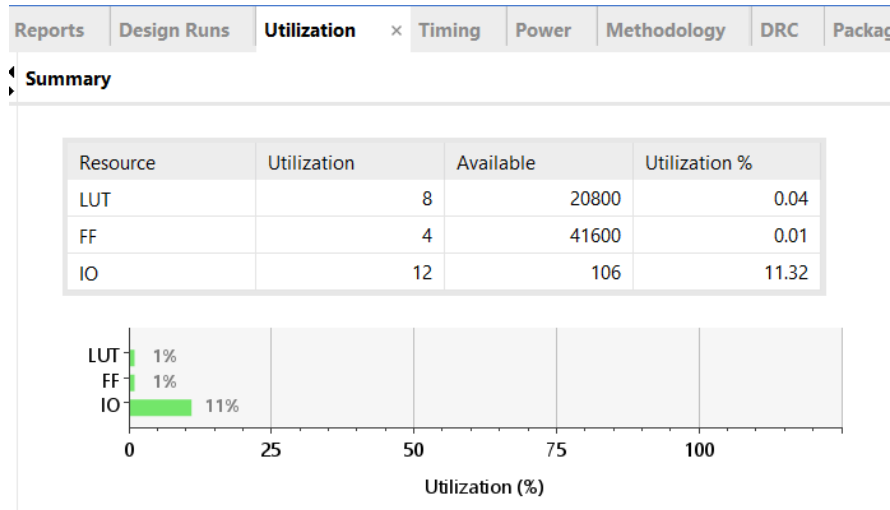 Reports Design Runs Utilization × Timing Power Methodology DRC Packag
Summary
Resource Utilization Available Utilization %
LUT 8 20800 0.04
FF 4 41600 0.01
IO 12 106 11.32
LUT 1%
FF 1%
IO 11%
0 25 50 75 100
Utilization (%)